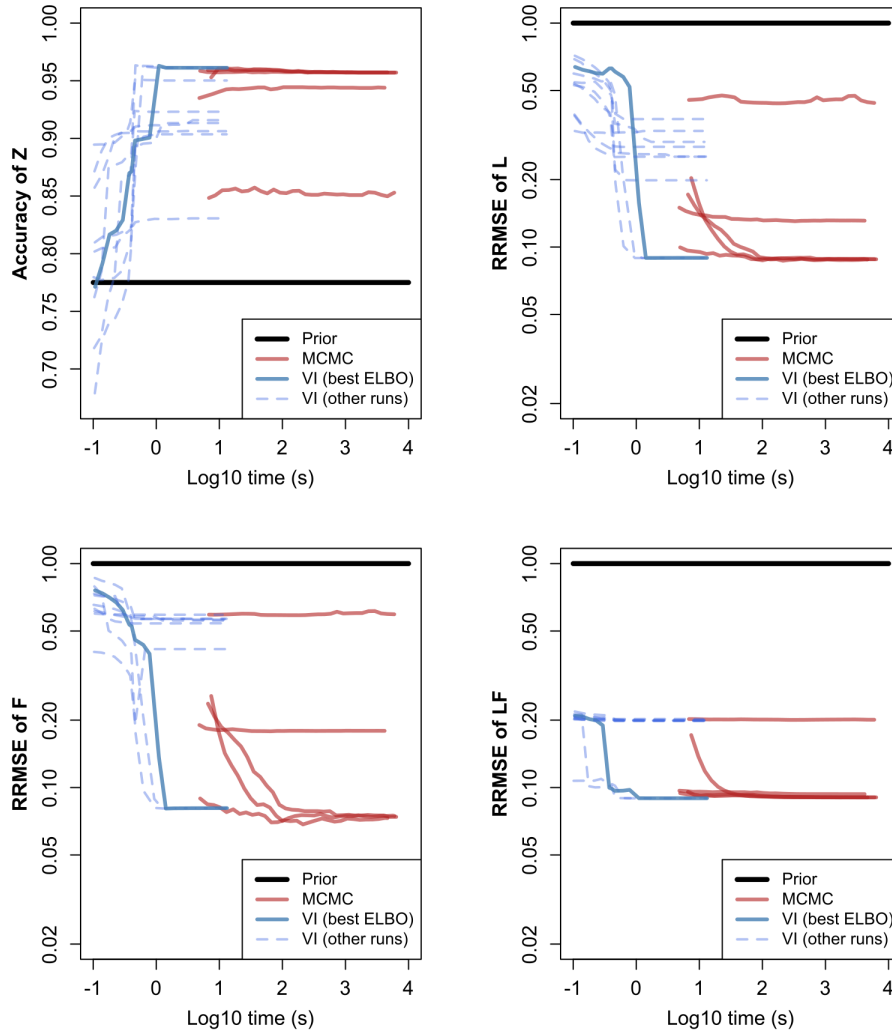 Accuracy of Z
1.00
0.95
0.90
0.85
0.80
0.75
0.70
Prior
MCMC
VI (best ELBO)
VI (other runs)
-1 0 1 2 3 4
Log10 time (s)
RRMSE of L
1.00
0.50
0.20
0.10
0.05
0.02
Prior
MCMC
VI (best ELBO)
VI (other runs)
-1 0 1 2 3 4
Log10 time (s)
RRMSE of F
1.00
0.50
0.20
0.10
0.05
0.02
Prior
MCMC
VI (best ELBO)
VI (other runs)
-1 0 1 2 3 4
Log10 time (s)
RRMSE of LF
1.00
0.50
0.20
0.10
0.05
0.02
Prior
MCMC
VI (best ELBO)
VI (other runs)
-1 0 1 2 3 4
Log10 time (s)